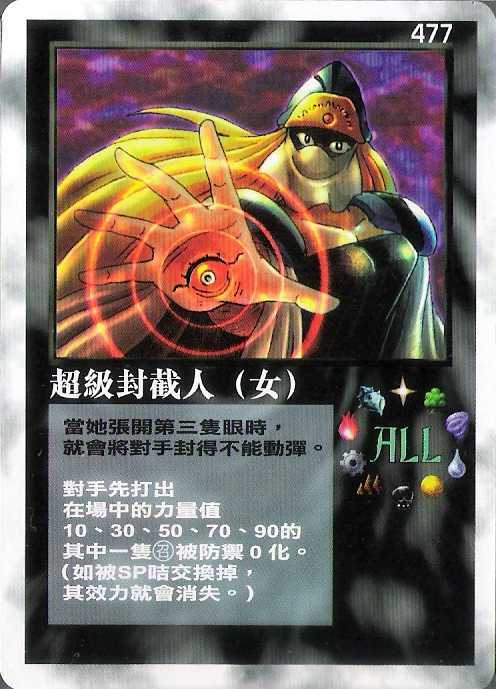 477
超級封截人（女）
當她張開第三隻眼時，
就會將對手封得不能動彈。
對手先打出
在場中的力量值
10、30、50、70、90的
其中一隻㊁被防禦０化。
(如被SP咭交換掉，
其效力就會消失。)
ALL